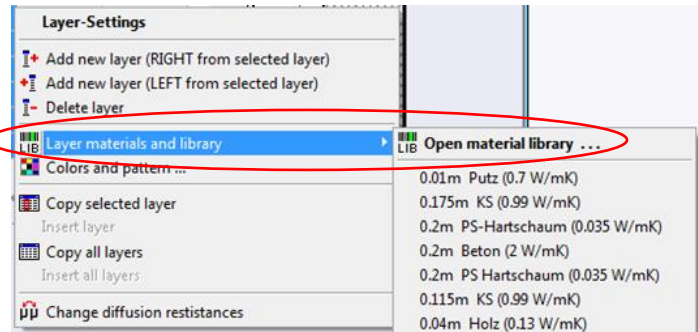 Layer-Settings
Add new layer (RIGHT from selected layer)
Add new layer (LEFT from selected layer)
Delete layer
LIB Layer materials and library
Colors and pattern ...
Copy selected layer
Insert layer
Copy all layers
Insert all layers
μμ Change diffusion restistances
LIB Open material library ...
0.01m Putz (0.7 W/mK)
0.175m KS (0.99 W/mK)
0.2m PS-Hartschaum (0.035 W/mK)
0.2m Beton (2 W/mK)
0.2m PS Hartschaum (0.035 W/mK)
0.115m KS (0.99 W/mK)
0.04m Holz (0.13 W/mK)